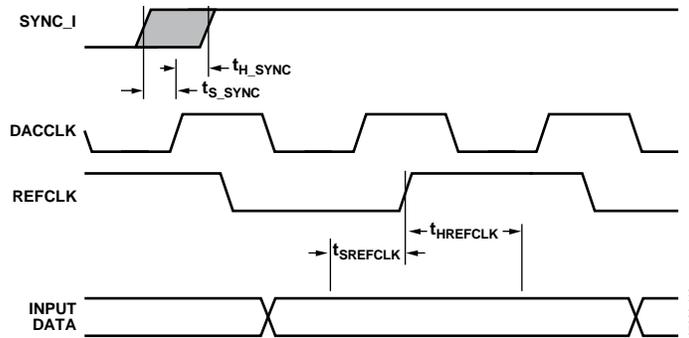 SYNC_I
tH_SYNC
tS_SYNC
DACCLK
REFCLK
tHREFCLK
tSREFCLK
INPUT
DATA